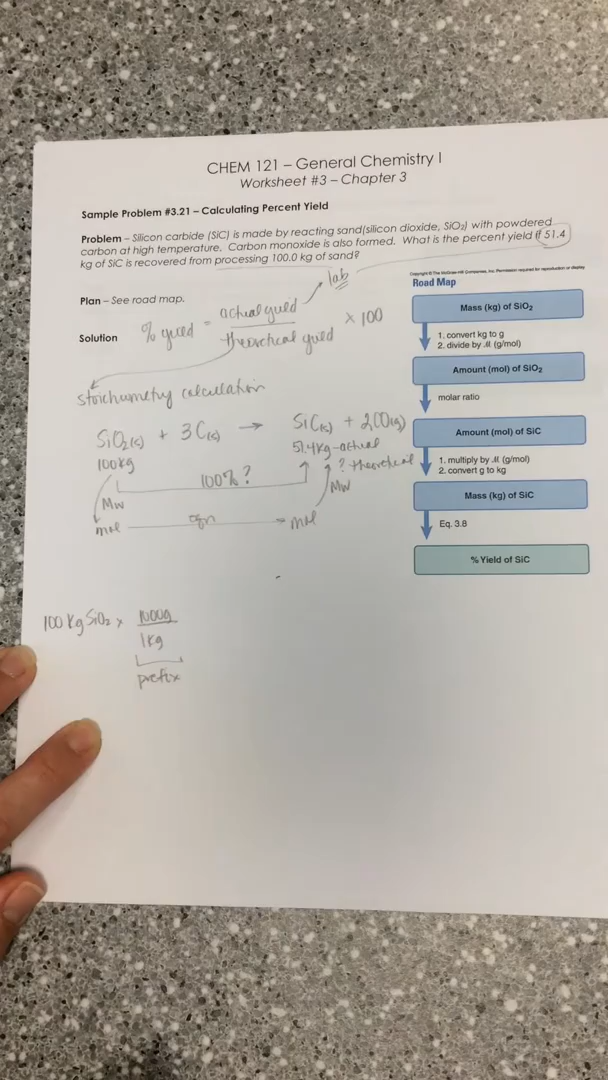 CHEM 121 – General Chemistry I
Worksheet #3 – Chapter 3
Sample Problem #3.21 – Calculating Percent Yield
Problem – Silicon carbide (SiC) is made by reacting sand(silicon dioxide, SiO₂) with powdered
carbon at high temperature. Carbon monoxide is also formed. What is the percent yield if 51.4
kg of SiC is recovered from processing 100.0 kg of sand?
Plan – See road map.
lab
Solution
% yield = actual yield / theoretical yield × 100
stoichiometry calculation
SiO₂(s) + 3C(s) → SiC(s) + 2CO(g)
100kg
51.4kg-actual
100%?
? theoretical
Mw
Mw
mol
eqn
mol
100 kg SiO₂ × 1000g
1kg
prefix
Road Map
Mass (kg) of SiO₂
1. convert kg to g
2. divide by ℳ (g/mol)
Amount (mol) of SiO₂
molar ratio
Amount (mol) of SiC
1. multiply by ℳ (g/mol)
2. convert g to kg
Mass (kg) of SiC
Eq. 3.8
% Yield of SiC